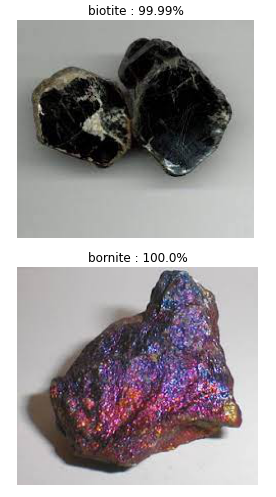 biotite : 99.99%
bornite : 100.0%